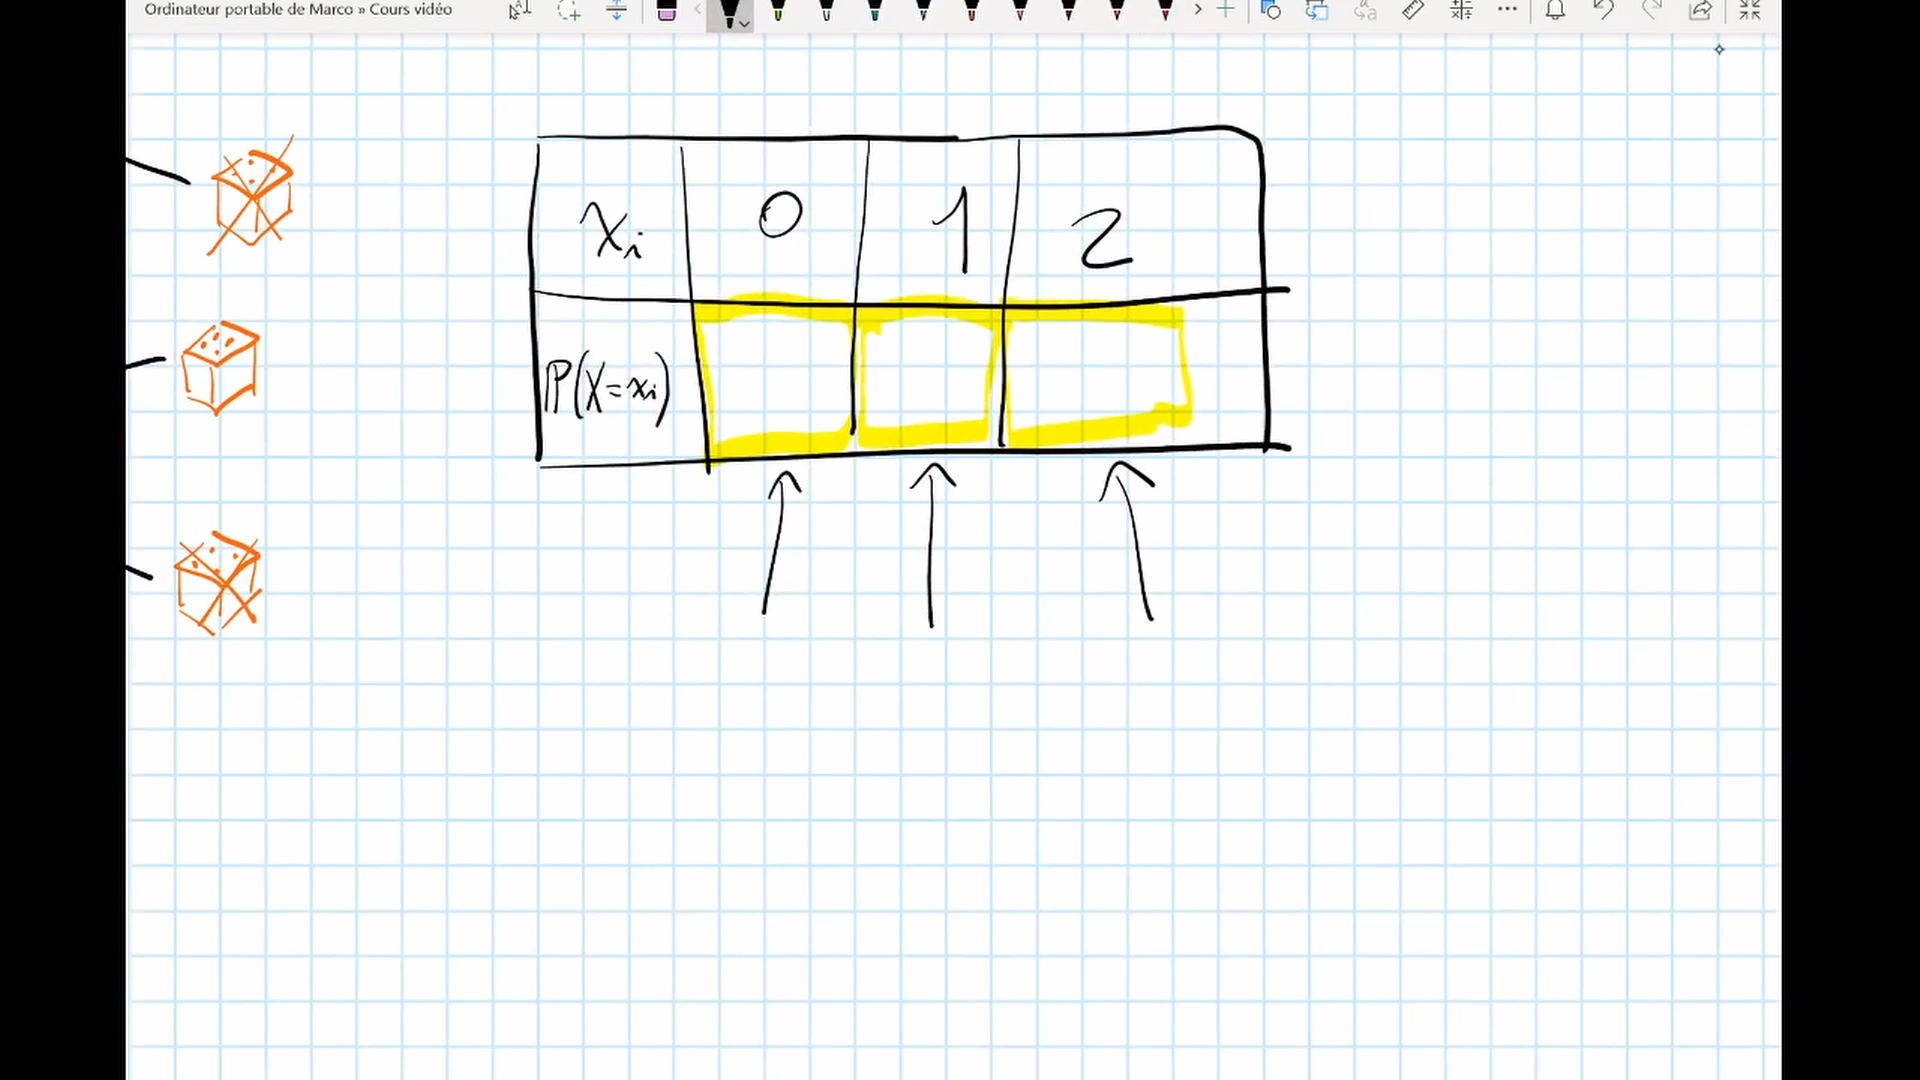 Ordinateur portable de Marco » Cours vidéo
xi 0 1 2
ℙ(X=xi)